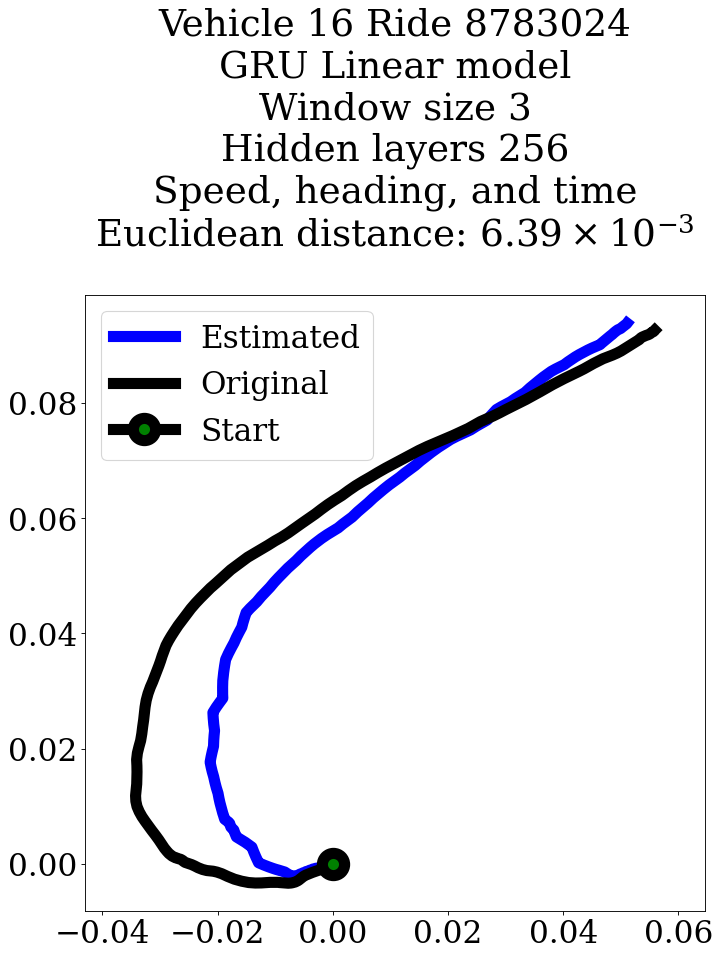 Vehicle 16 Ride 8783024
GRU Linear model
Window size 3
Hidden layers 256
Speed, heading, and time
Euclidean distance: 6.39 × 10⁻³
Estimated
Original
Start
0.08
0.06
0.04
0.02
0.00
−0.04 −0.02 0.00 0.02 0.04 0.06